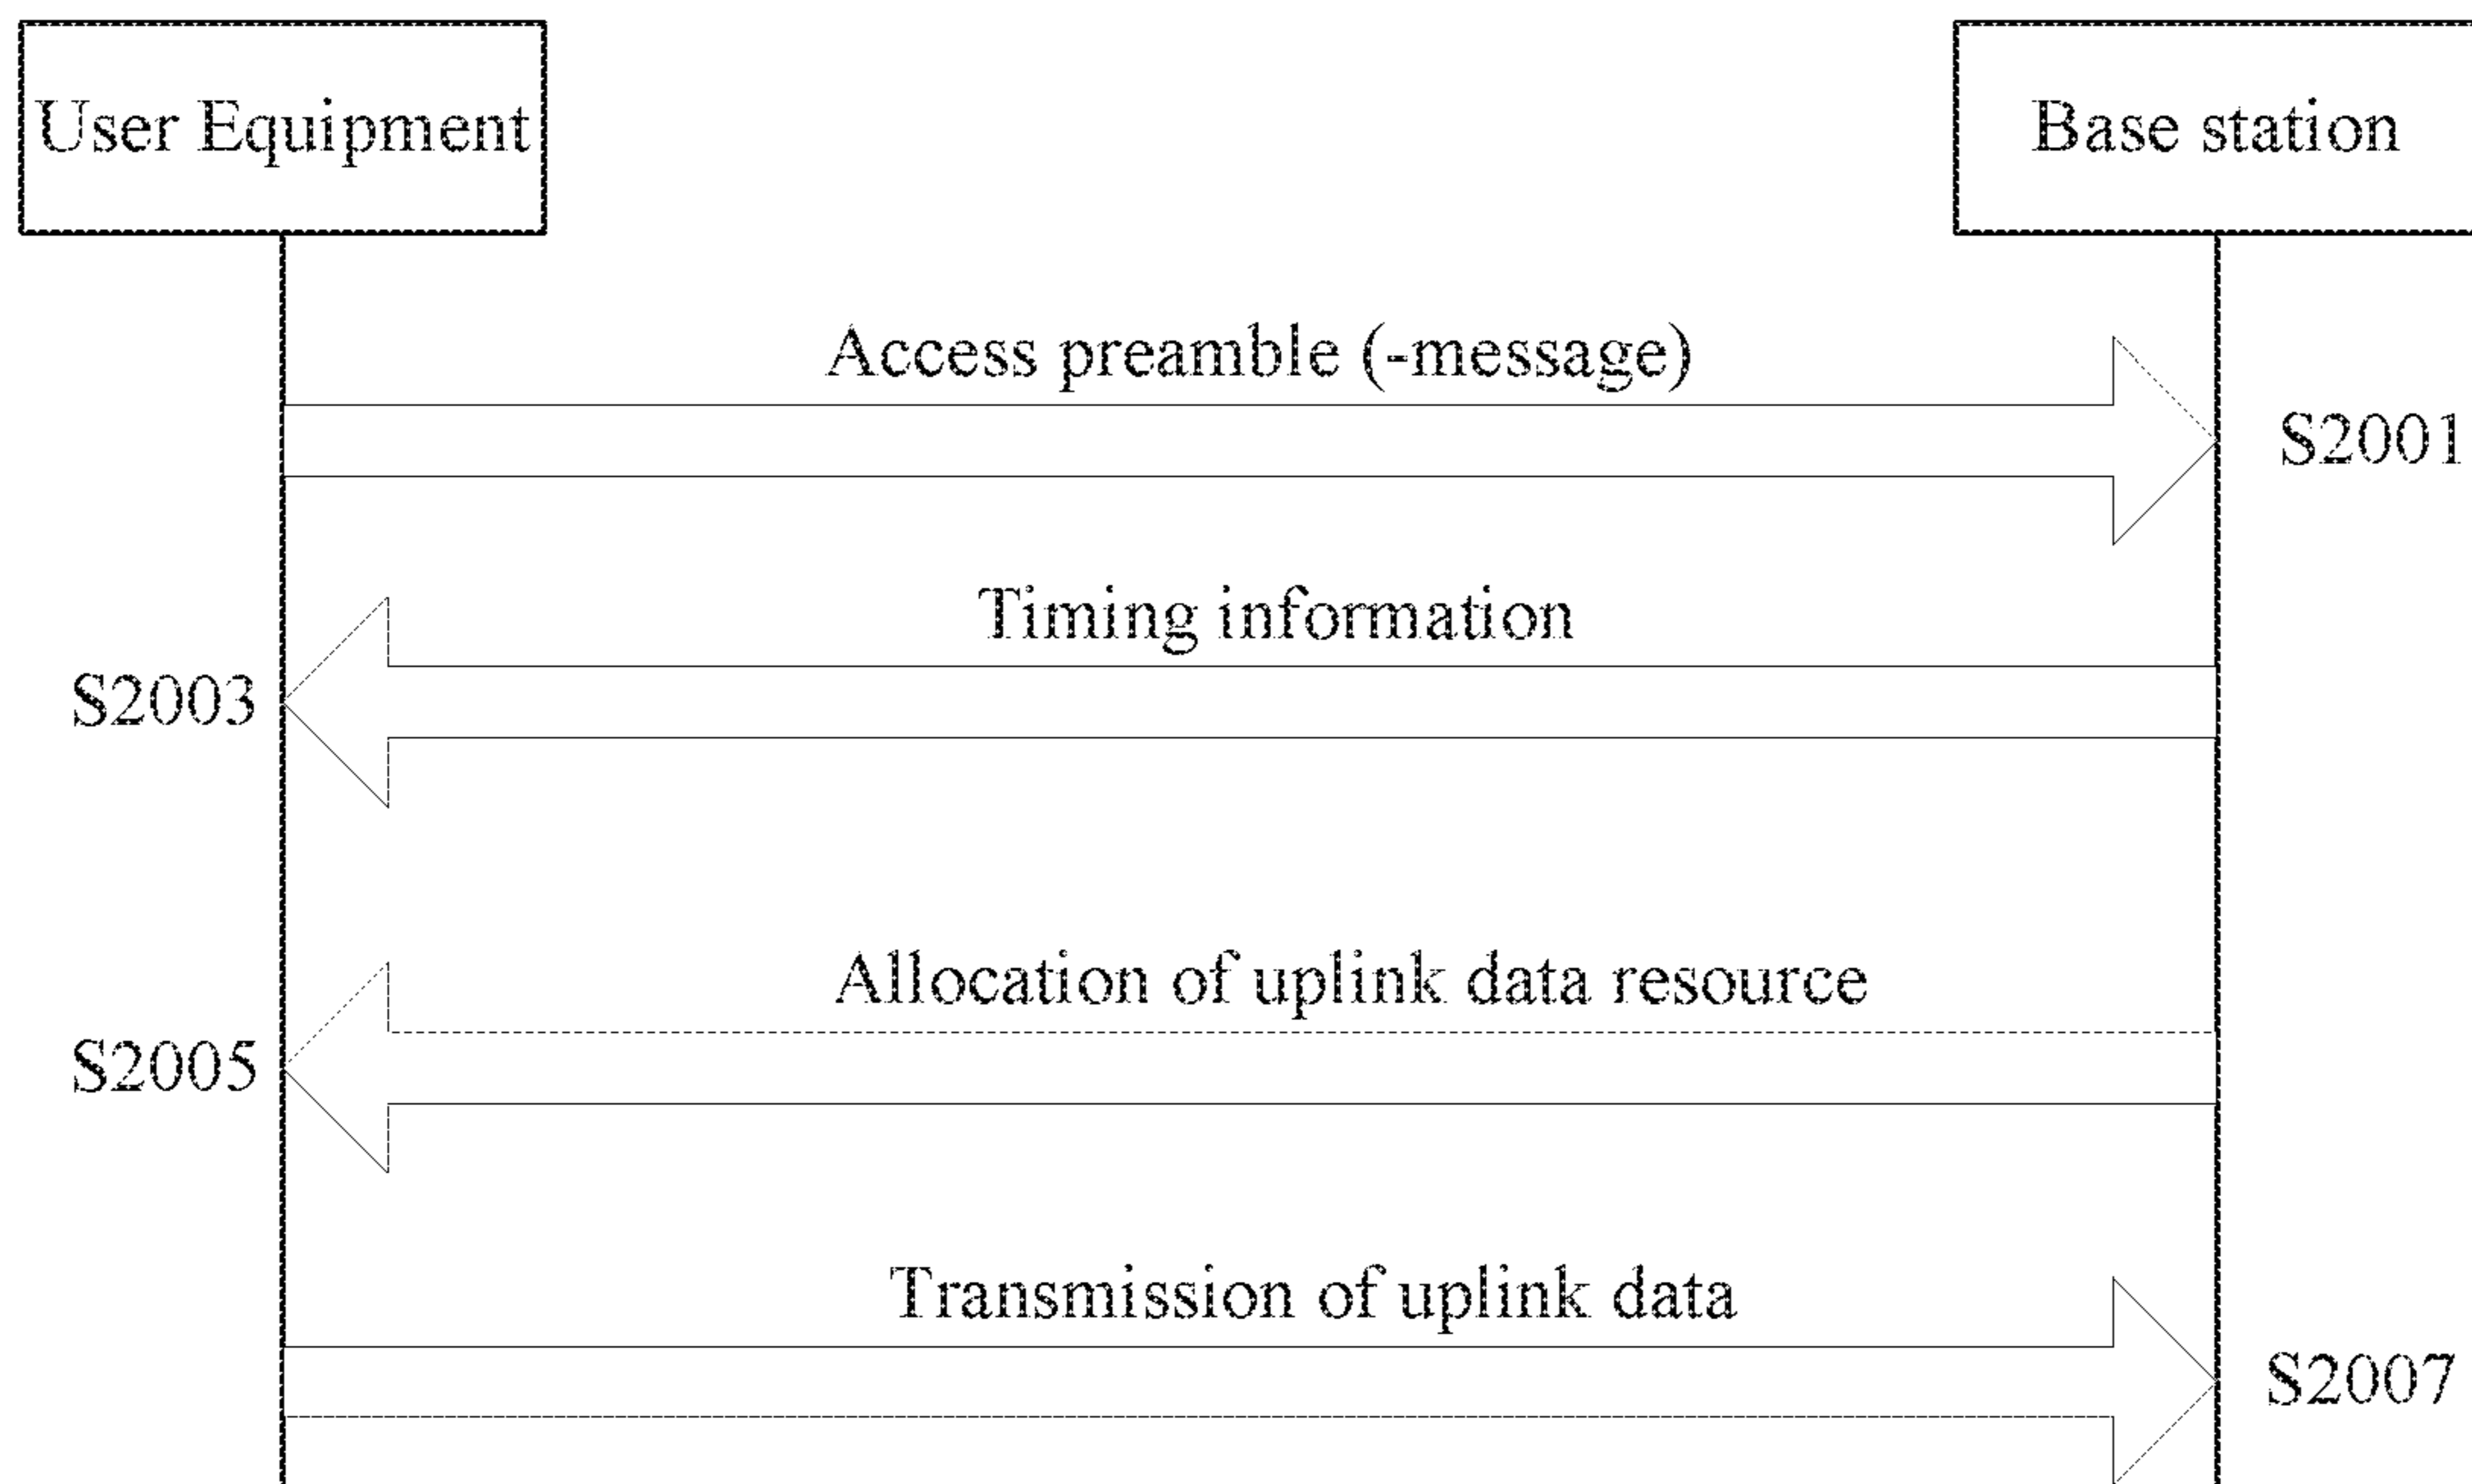 User Equipment
Base station
Access preamble (-message)
S2001
Timing information
S2003
Allocation of uplink data resource
S2005
Transmission of uplink data
S2007